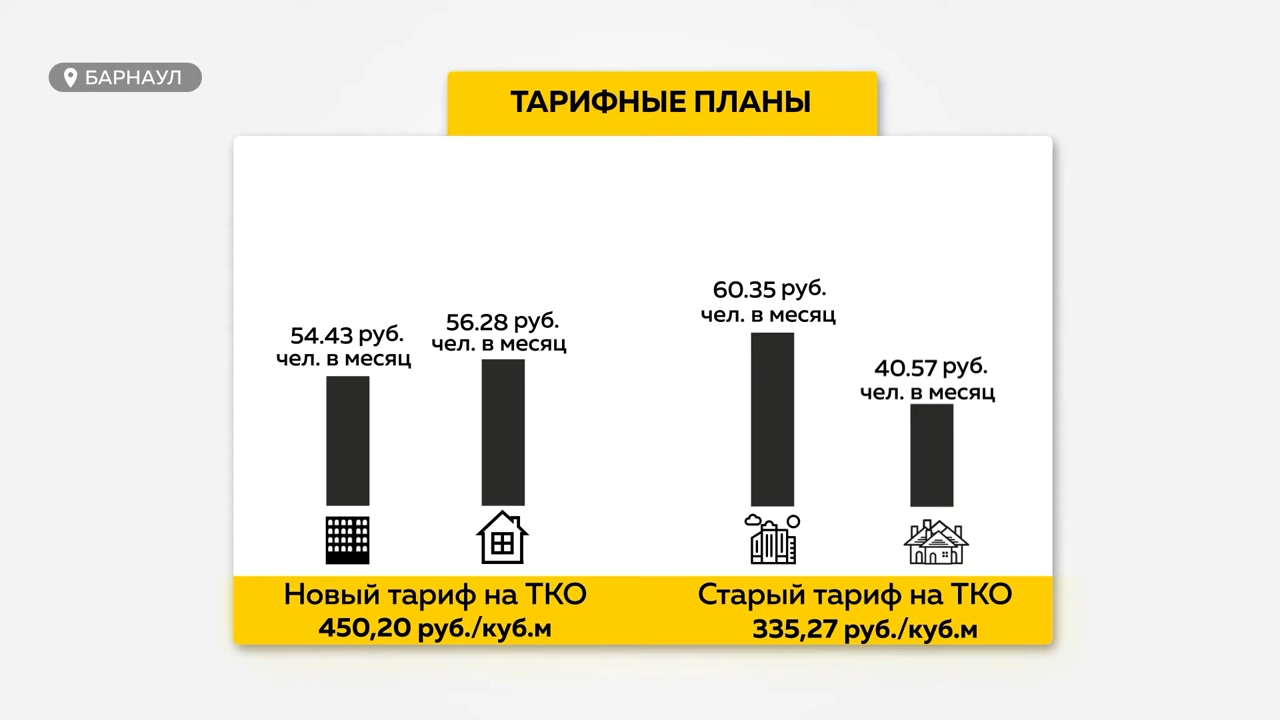 БАРНАУЛ
ТАРИФНЫЕ ПЛАНЫ
54.43 руб.
чел. в месяц
56.28 руб.
чел. в месяц
60.35 руб.
чел. в месяц
40.57 руб.
чел. в месяц
Новый тариф на ТКО
450,20 руб./куб.м
Старый тариф на ТКО
335,27 руб./куб.м